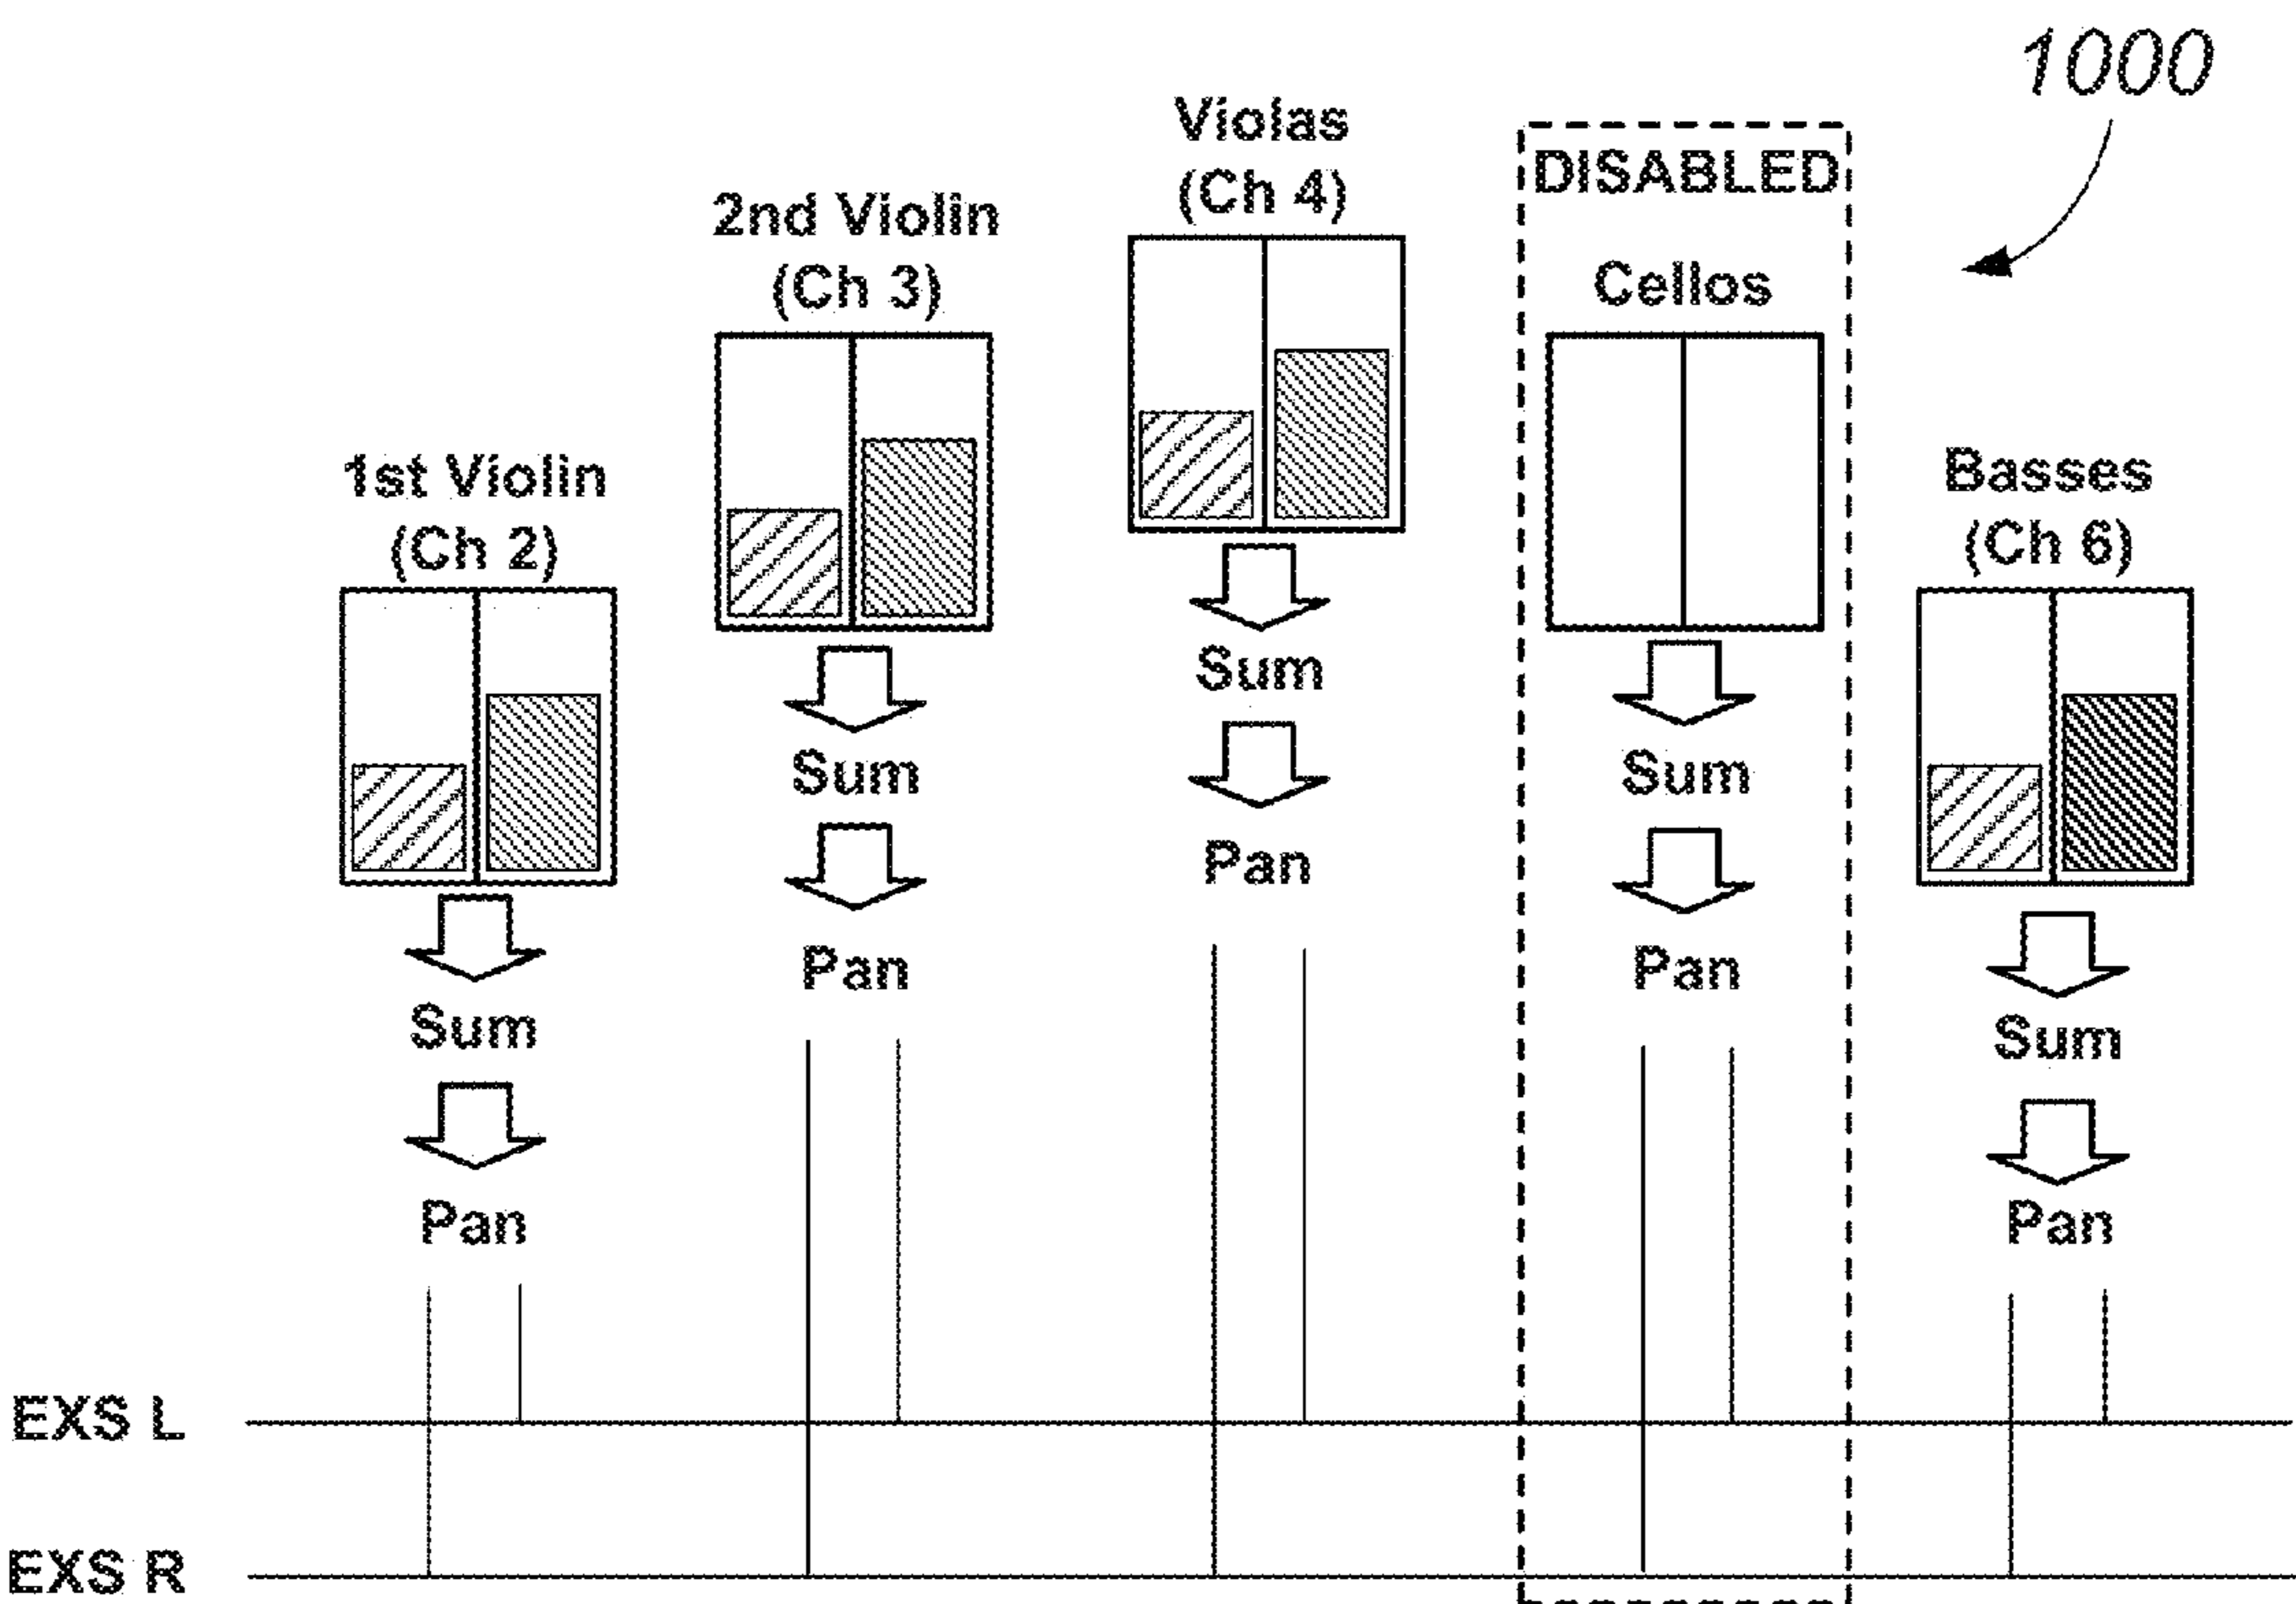 1000
Violas
(Ch 4)
DISABLED
2nd Violin
(Ch 3)
Cellos
1st Violin
(Ch 2)
Basses
(Ch 6)
Sum
Sum
Sum
Pan
Pan
Pan
Sum
Sum
Pan
Pan
EXS L
EXS R